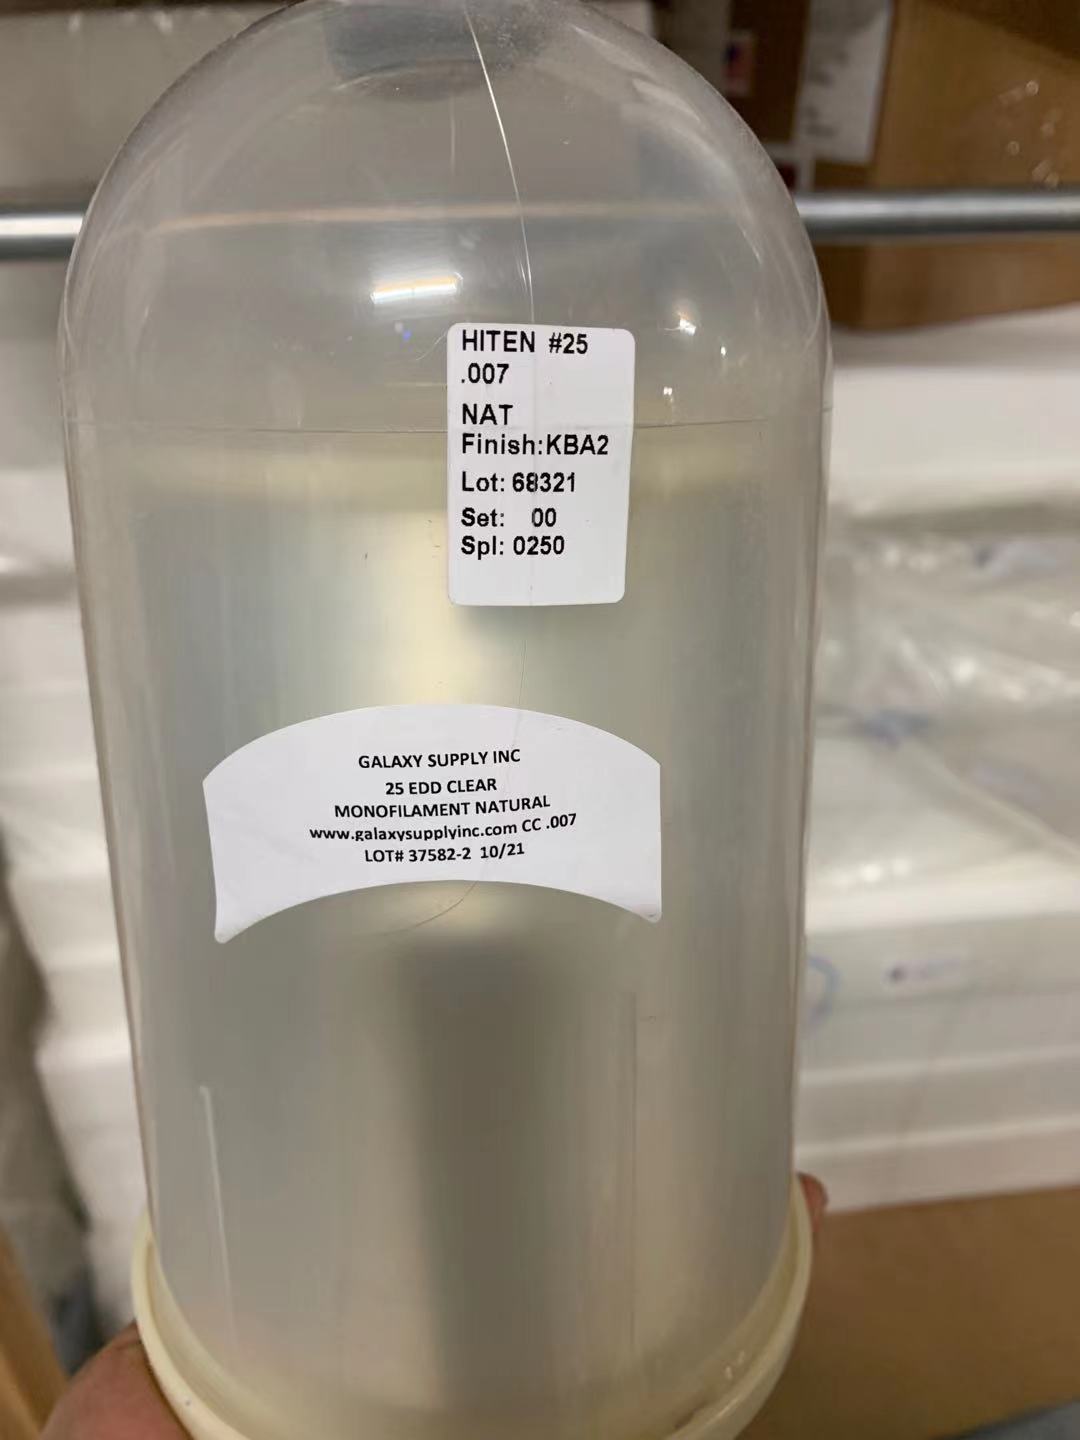 HITEN #25
.007
NAT
Finish:KBA2
Lot: 68321
Set: 00
Spl: 0250
GALAXY SUPPLY INC
25 EDD CLEAR
MONOFILAMENT NATURAL
www.galaxysupplyinc.com CC .007
LOT# 37582-2 10/21